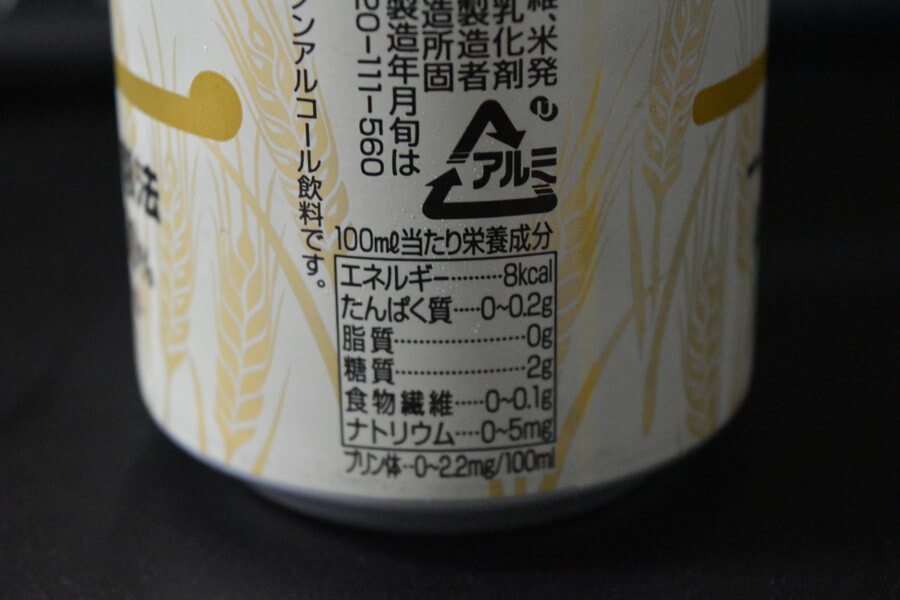 維、米発
乳化剤
製造者
造所固
製造年月旬は
20-111-560
ンアルコール飲料です。
法
アルミ
100ml当たり栄養成分
エネルギー………8kcal
たんぱく質‥‥0~0.2g
脂質………………0g
糖質………………2g
食物繊維‥‥0~0.1g
ナトリウム‥‥0~5mg
プリン体‥0~2.2mg/100ml